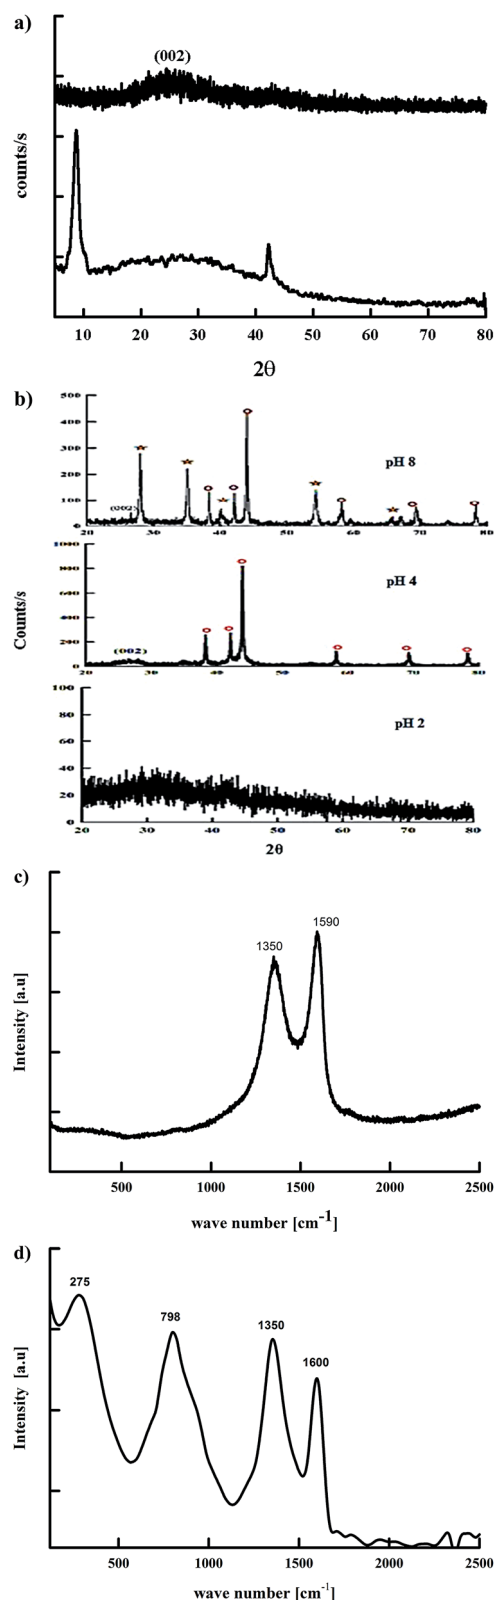 a)
(002)
counts/s
10 20 30 40 50 60 70 80
2θ
b)
500
400
300
200
100
0
(002)
pH 8
20 30 40 50 60 70 80
Counts/s
1000
800
600
400
200
0
(002)
pH 4
20 30 40 50 60 70 80
100
80
60
40
20
0
pH 2
20 30 40 50 60 70 80
2θ
c)
1350
1590
Intensity [a.u]
500 1000 1500 2000 2500
wave number [cm-1]
d)
275
798
1350
1600
Intensity [a.u]
500 1000 1500 2000 2500
wave number [cm-1]